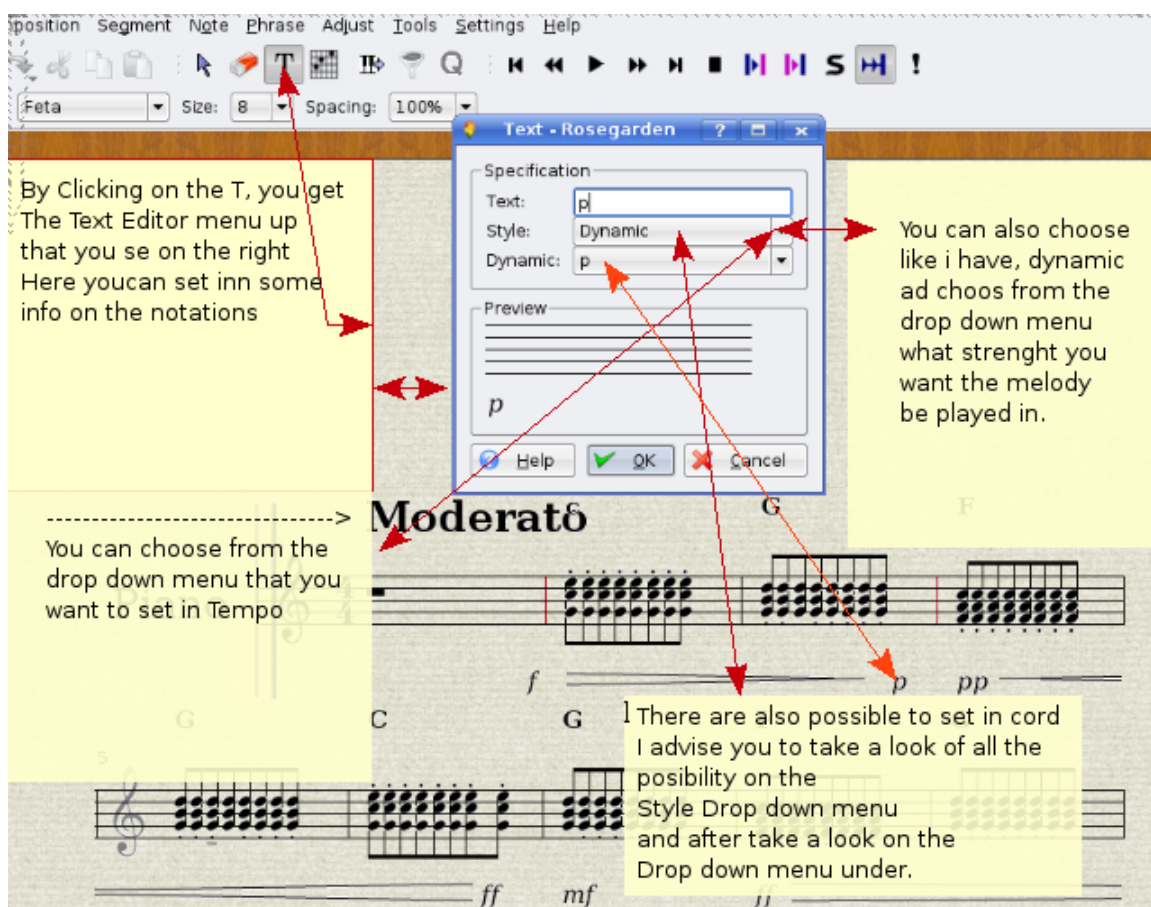 position Segment Note Phrase Adjust Tools Settings Help
T Q S !
Feta Size: 8 Spacing: 100%
Text - Rosegarden ?
Specification
Text: p
Style: Dynamic
Dynamic: p
Preview
p
Help OK Cancel
By Clicking on the T, you get
The Text Editor menu up
that you se on the right
Here youcan set inn some
info on the notations
You can also choose
like i have, dynamic
ad choos from the
drop down menu
what strenght you
want the melody
be played in.
-----------------------------> Moderato G F
You can choose from the
drop down menu that you
want to set in Tempo
Piano 4 4
f p pp
G C G
There are also possible to set in cord
I advise you to take a look of all the
posibility on the
Style Drop down menu
and after take a look on the
Drop down menu under.
5
ff mf ff